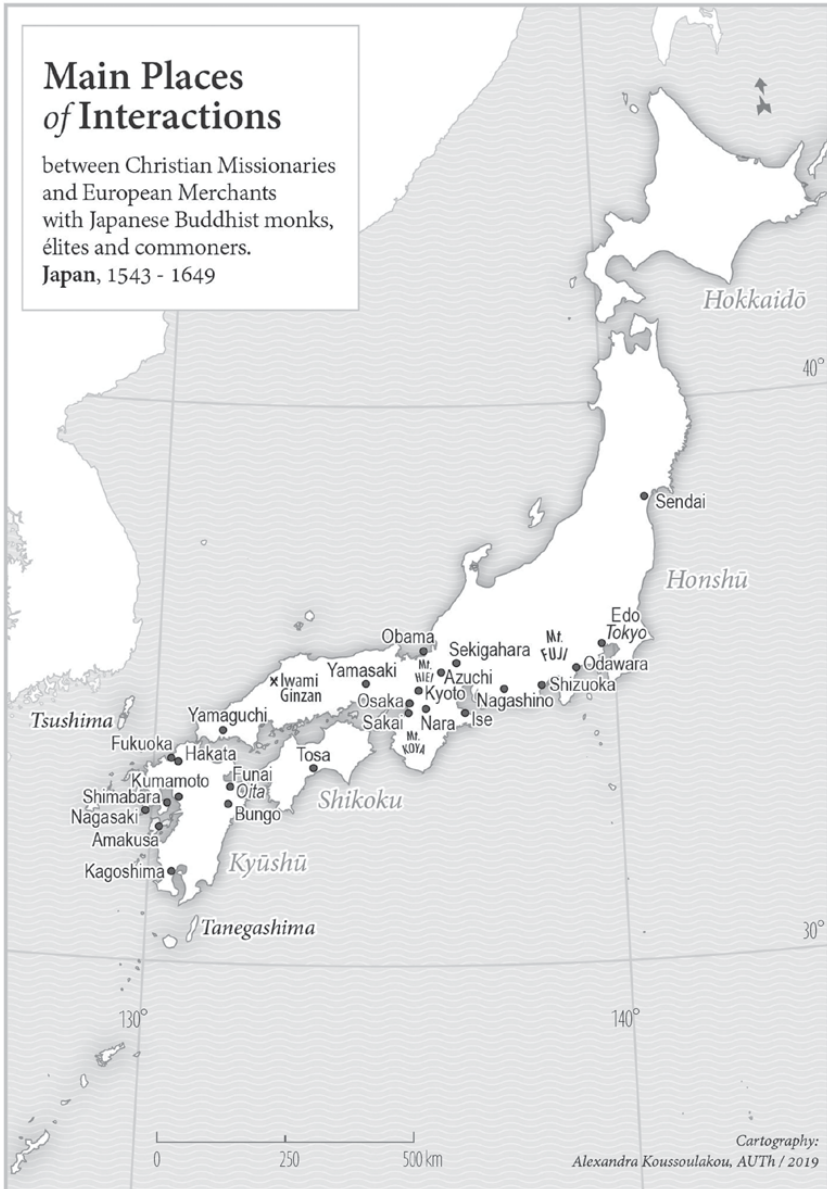 Main Places
of Interactions
between Christian Missionaries
and European Merchants
with Japanese Buddhist monks,
élites and commoners.
Japan, 1543 - 1649
Hokkaidō
40°
Sendai
Honshū
Edo
Tokyo
Mt.
FUJI
Odawara
Obama
Sekigahara
Mt.
HIEI
Azuchi
Shizuoka
Iwami
Ginzan
Yamasaki
Kyoto
Nagashino
Osaka
Sakai
Nara
Ise
Mt.
KOYA
Tsushima
Yamaguchi
Fukuoka
Hakata
Tosa
Kumamoto
Funai
Oita
Shimabara
Shikoku
Nagasaki
Bungo
Amakusa
Kyūshū
Kagoshima
Tanegashima
30°
130°
140°
0 250 500 km
Cartography:
Alexandra Koussoulakou, AUTh / 2019